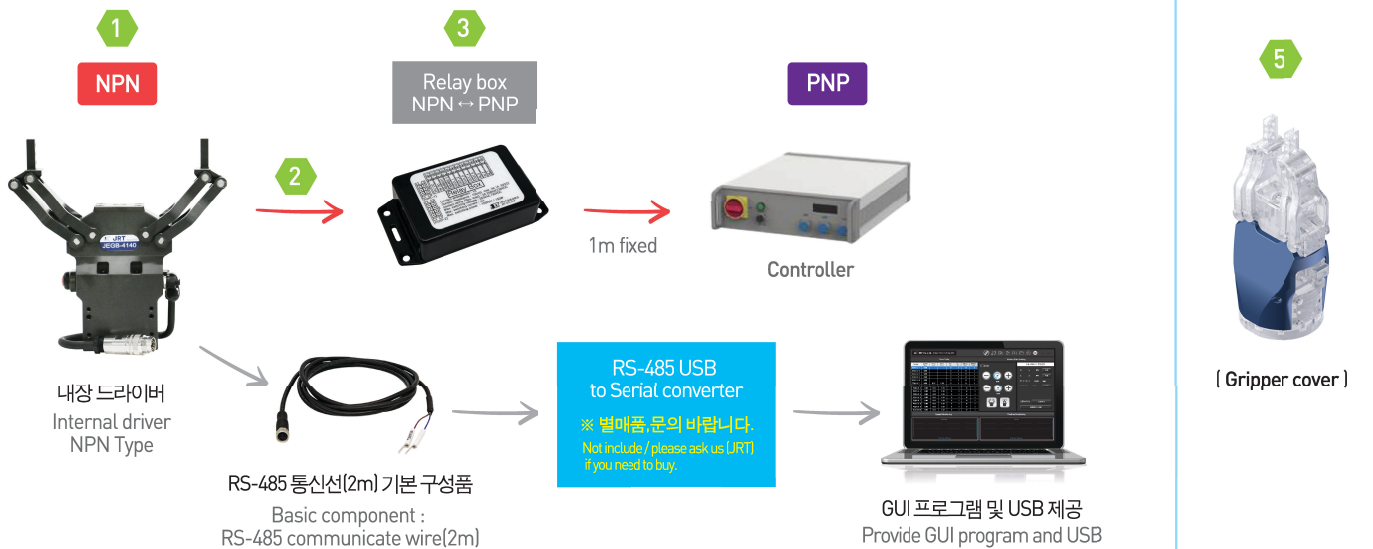 1
NPN
3
Relay box
NPN ↔ PNP
PNP
5
2
Relay Box
JRT
JEGB-4140
1m fixed
Controller
내장 드라이버
Internal driver
NPN Type
RS-485 통신선(2m) 기본 구성품
Basic component :
RS-485 communicate wire(2m)
RS-485 USB
to Serial converter
※ 별매품,문의 바랍니다.
Not include / please ask us (JRT)
if you need to buy.
GUI 프로그램 및 USB 제공
Provide GUI program and USB
( Gripper cover )